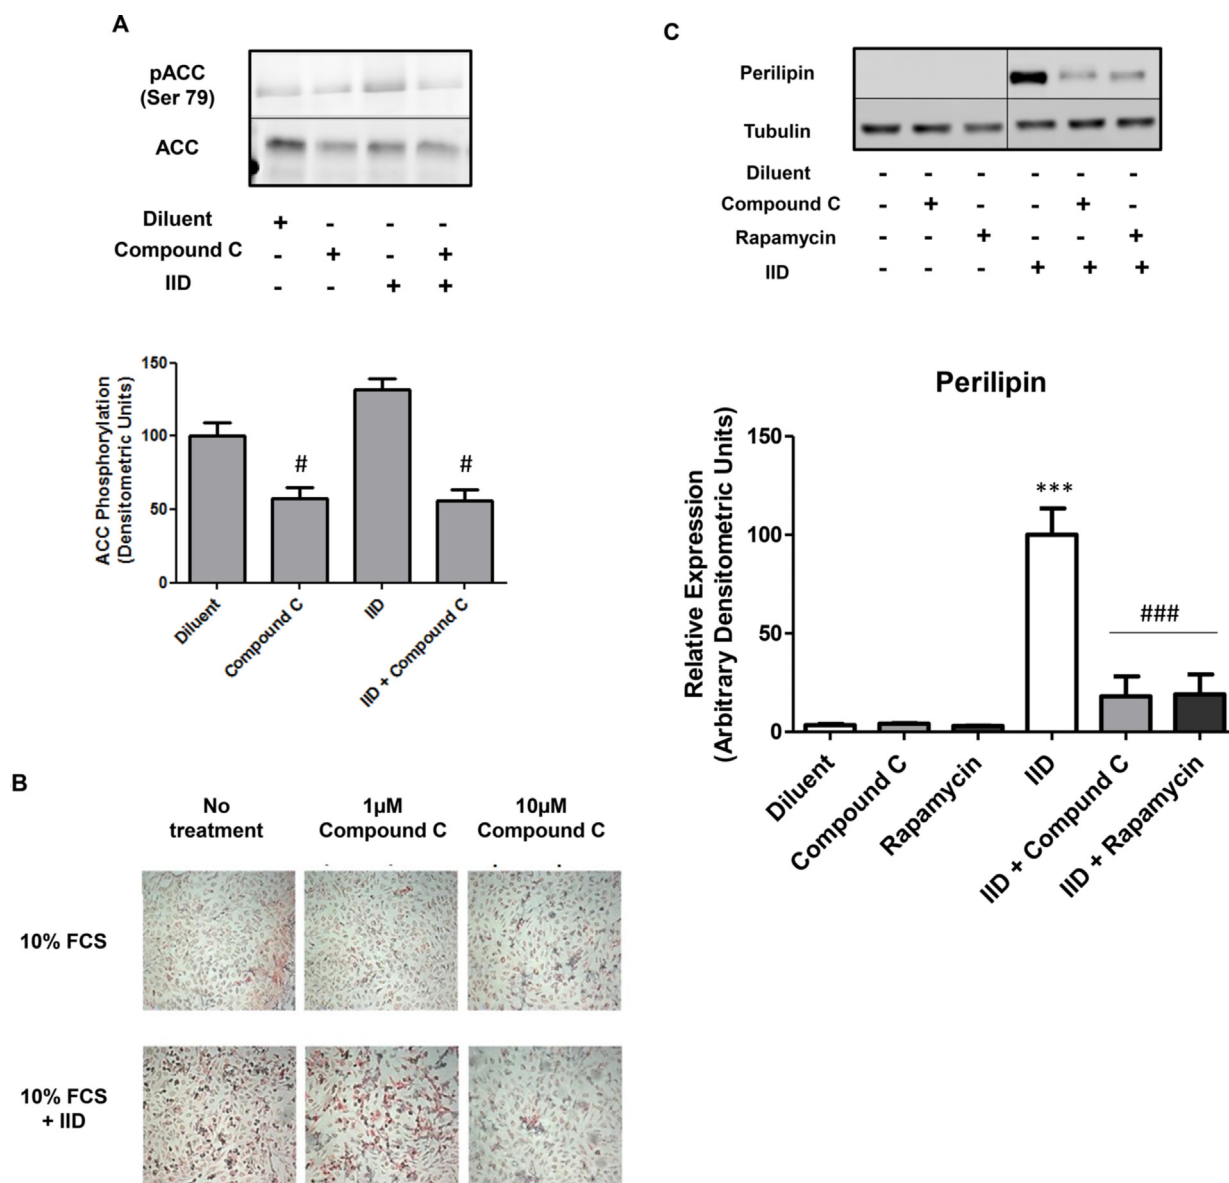 A
pACC
(Ser 79)
ACC
Diluent + - - -
Compound C - + - +
IID - - + +
ACC Phosphorylation
(Densitometric Units)
150
100
50
0
#
#
Diluent
Compound C
IID
IID + Compound C
B
No
treatment
1µM
Compound C
10µM
Compound C
10% FCS
10% FCS
+ IID
C
Perilipin
Tubulin
Diluent - - - - - -
Compound C - + - - + -
Rapamycin - - + - - +
IID - - - + + +
Perilipin
Relative Expression
(Arbitrary Densitometric Units)
150
100
50
0
***
###
Diluent
Compound C
Rapamycin
IID
IID + Compund C
IID + Rapamycin